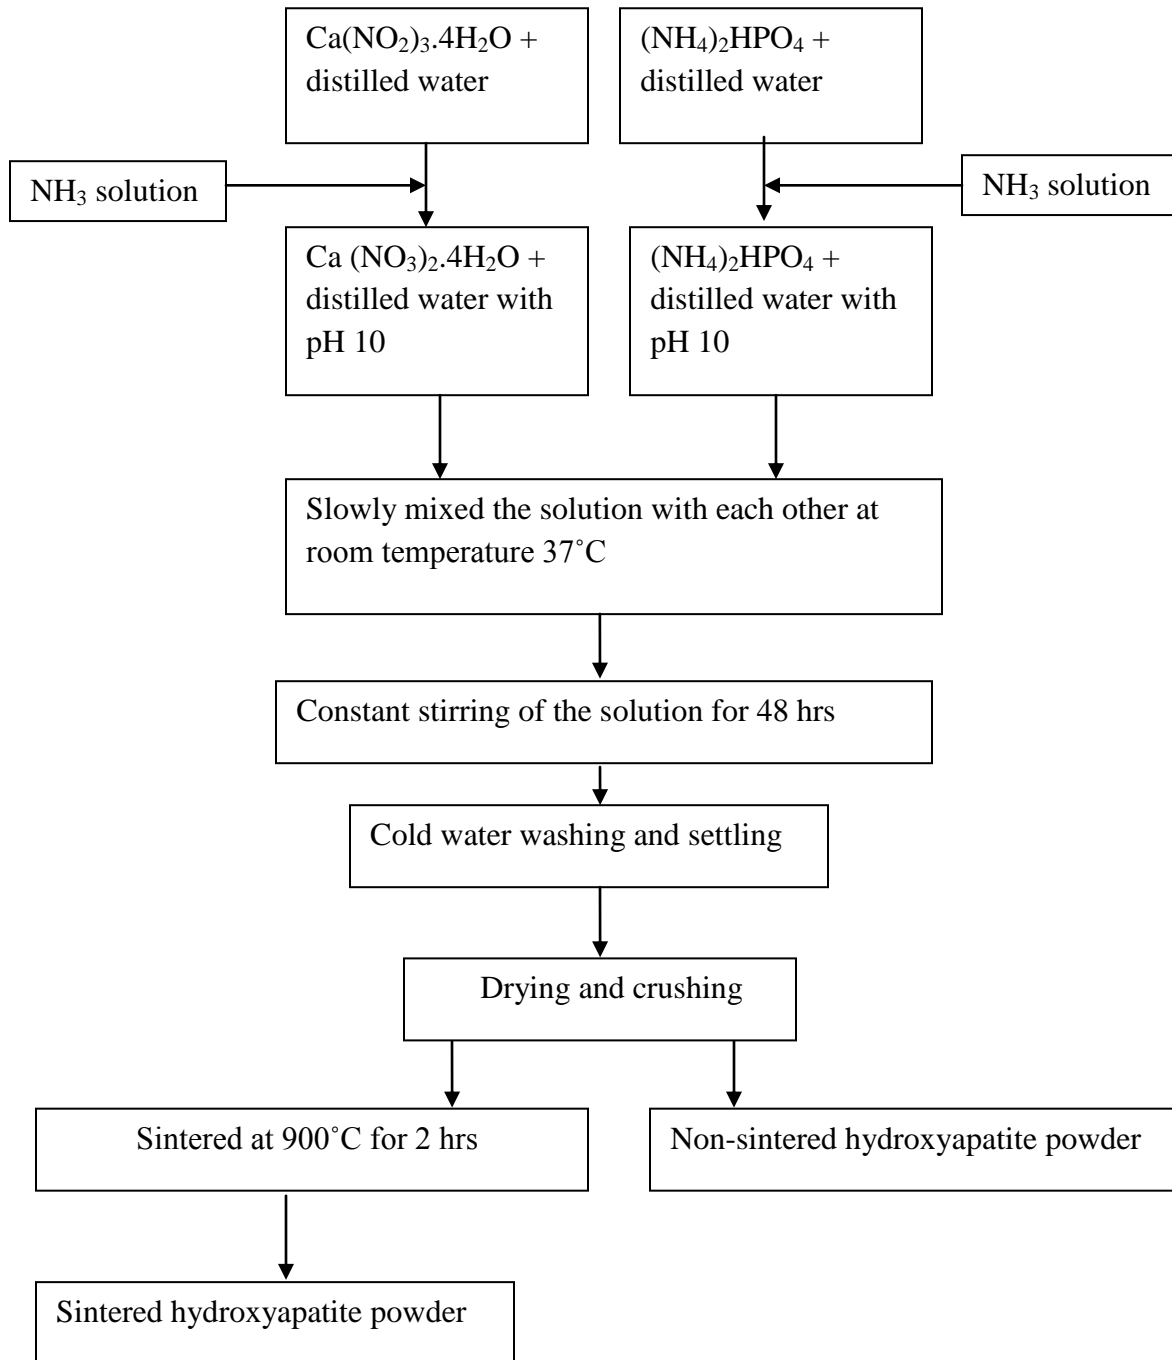 Ca(NO₂)₃.4H₂O +
distilled water
(NH₄)₂HPO₄ +
distilled water
NH₃ solution
NH₃ solution
Ca (NO₃)₂.4H₂O +
distilled water with
pH 10
(NH₄)₂HPO₄ +
distilled water with
pH 10
Slowly mixed the solution with each other at
room temperature 37˚C
Constant stirring of the solution for 48 hrs
Cold water washing and settling
Drying and crushing
Sintered at 900˚C for 2 hrs
Non-sintered hydroxyapatite powder
Sintered hydroxyapatite powder